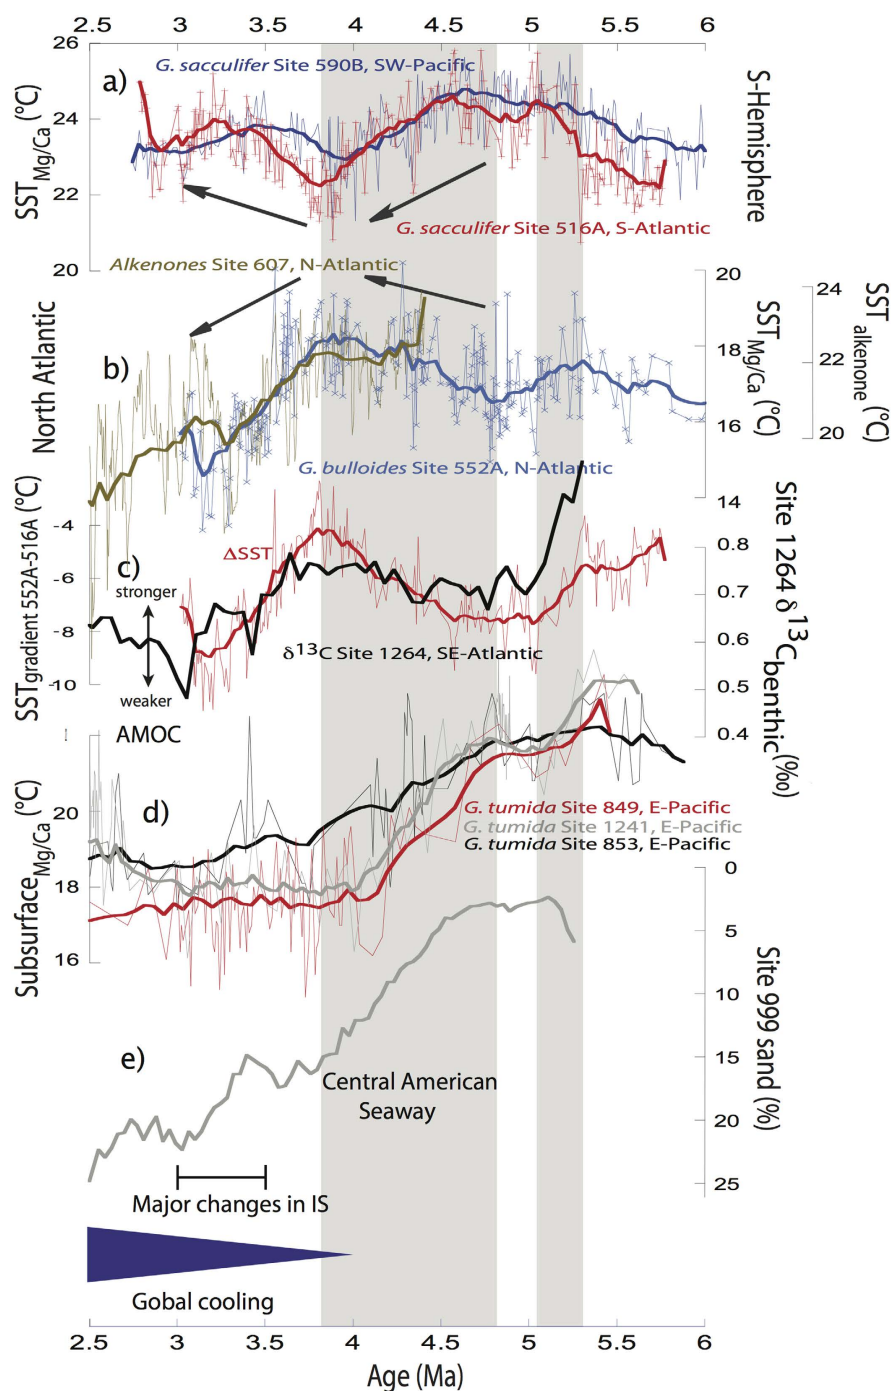 2.5 3 3.5 4 4.5 5 5.5 6
26
24
22
20
SST Mg/Ca (°C)
a)
G. sacculifer Site 590B, SW-Pacific
G. sacculifer Site 516A, S-Atlantic
S-Hemisphere
Alkenones Site 607, N-Atlantic
b)
North Atlantic
20
18
16
14
SST Mg/Ca (°C)
24
22
20
SST alkenone (°C)
G. bulloides Site 552A, N-Atlantic
-4
-6
-8
-10
SST gradient 552A-516A (°C)
c)
stronger
weaker
AMOC
ΔSST
δ13C Site 1264, SE-Atlantic
0.8
0.7
0.6
0.5
0.4
Site 1264 δ13C benthic (‰)
d)
20
18
16
Subsurface Mg/Ca (°C)
G. tumida Site 849, E-Pacific
G. tumida Site 1241, E-Pacific
G. tumida Site 853, E-Pacific
0
5
10
15
20
25
Site 999 sand (%)
e)
Central American
Seaway
Major changes in IS
Gobal cooling
2.5 3 3.5 4 4.5 5 5.5 6
Age (Ma)